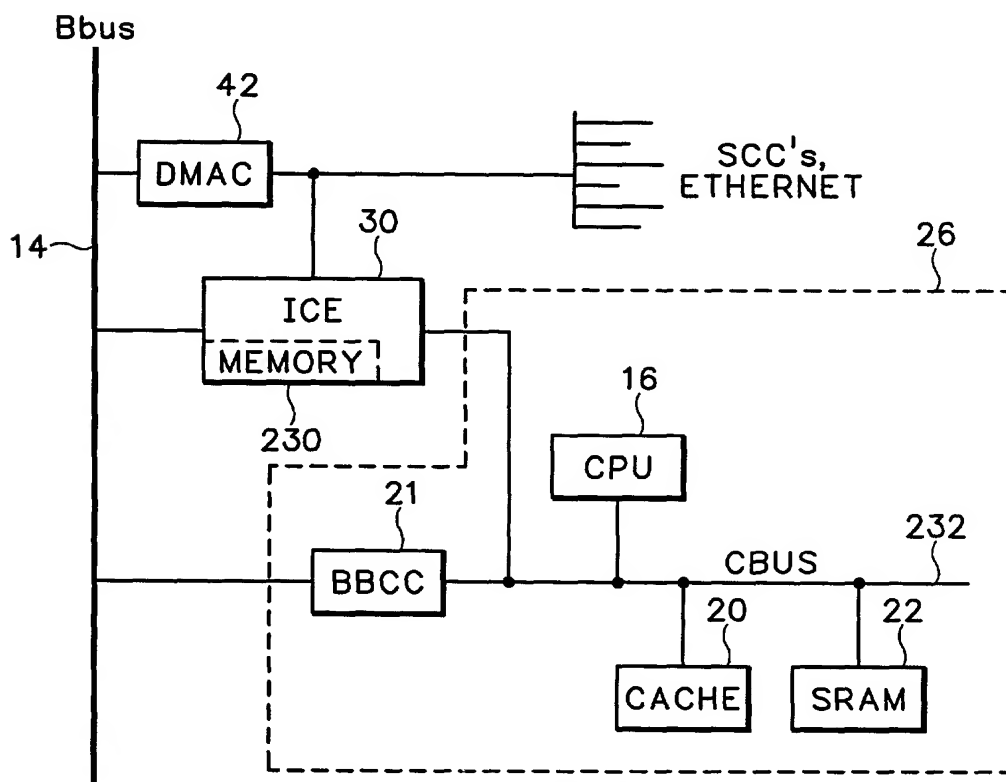 Bbus
42
DMAC
SCC's,
ETHERNET
14
30
26
ICE
MEMORY
230
16
CPU
21
232
BBCC
CBUS
20
22
CACHE
SRAM